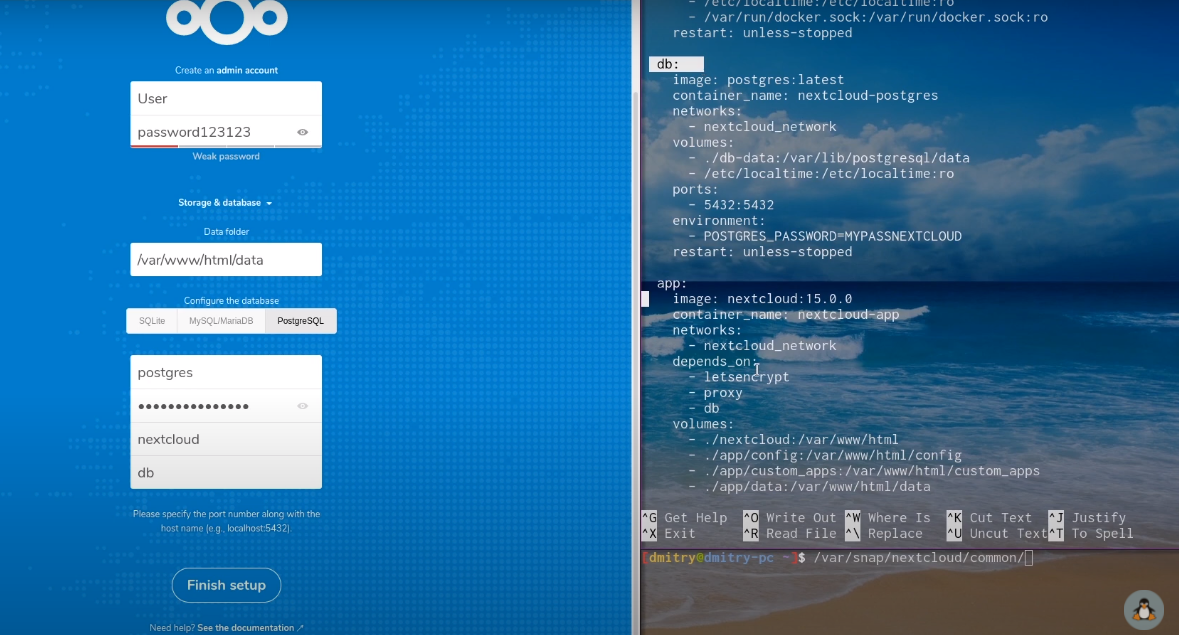 Create an admin account
User
password123123
Weak password
Storage & database
Data folder
/var/www/html/data
Configure the database
SQLite MySQL/MariaDB PostgreSQL
postgres
•••••••••••••••
nextcloud
db
Please specify the port number along with the
host name (e.g., localhost:5432).
Finish setup
Need help? See the documentation ↗
- /etc/localtime:/etc/localtime:ro
- /var/run/docker.sock:/var/run/docker.sock:ro
restart: unless-stopped
db:
image: postgres:latest
container_name: nextcloud-postgres
networks:
- nextcloud_network
volumes:
- ./db-data:/var/lib/postgresql/data
- /etc/localtime:/etc/localtime:ro
ports:
- 5432:5432
environment:
- POSTGRES_PASSWORD=MYPASSNEXTCLOUD
restart: unless-stopped
app:
image: nextcloud:15.0.0
container_name: nextcloud-app
networks:
- nextcloud_network
depends_on:
- letsencrypt
- proxy
- db
volumes:
- ./nextcloud:/var/www/html
- ./app/config:/var/www/html/config
- ./app/custom_apps:/var/www/html/custom_apps
- ./app/data:/var/www/html/data
^G Get Help ^O Write Out ^W Where Is ^K Cut Text ^J Justify
^X Exit ^R Read File ^\ Replace ^U Uncut Text ^T To Spell
[dmitry@dmitry-pc ~]$ /var/snap/nextcloud/common/